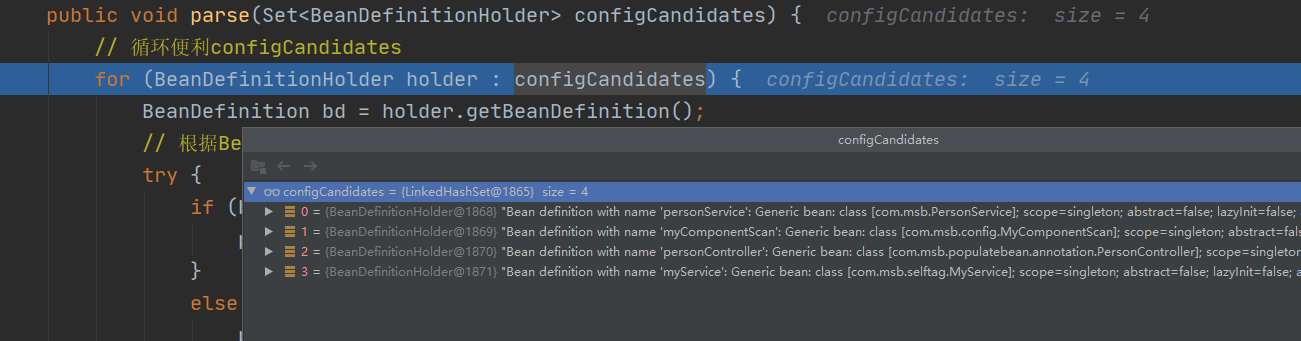 public void parse(Set<BeanDefinitionHolder> configCandidates) { configCandidates: size = 4
// 循环便利configCandidates
for (BeanDefinitionHolder holder : configCandidates) { configCandidates: size = 4
BeanDefinition bd = holder.getBeanDefinition();
// 根据Be
configCandidates
try {
configCandidates = {LinkedHashSet@1865} size = 4
if (
0 = {BeanDefinitionHolder@1868} "Bean definition with name 'personService': Generic bean: class [com.msb.PersonService]; scope=singleton; abstract=false; lazyInit=false;
1 = {BeanDefinitionHolder@1869} "Bean definition with name 'myComponentScan': Generic bean: class [com.msb.config.MyComponentScan]; scope=singleton; abstract=fals
2 = {BeanDefinitionHolder@1870} "Bean definition with name 'personController': Generic bean: class [com.msb.populatebean.annotation.PersonController]; scope=singleton
}
3 = {BeanDefinitionHolder@1871} "Bean definition with name 'myService': Generic bean: class [com.msb.selftag.MyService]; scope=singleton; abstract=false; lazyInit=false; a
else